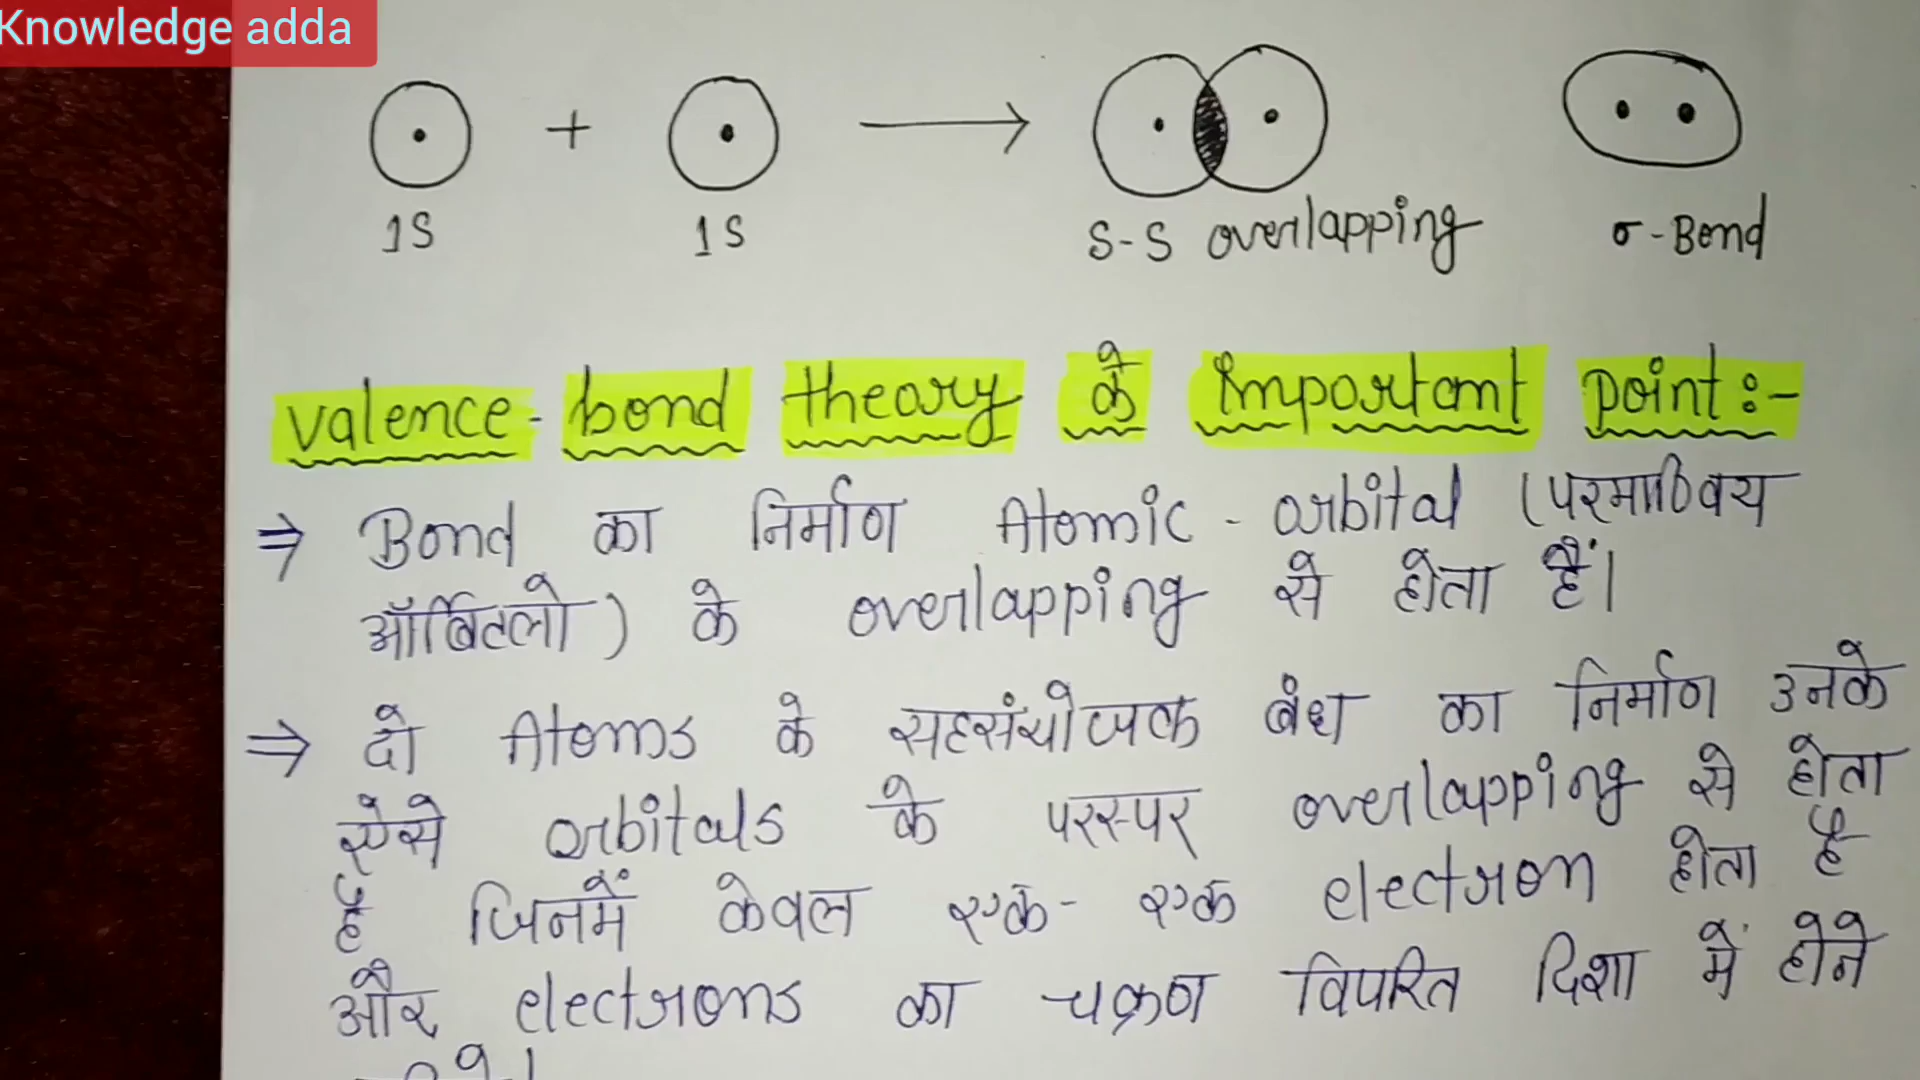 Knowledge adda
1S + 1S → S-S overlapping σ-Bond
Valence-bond theory के Important point:-
⇒ Bond का निर्माण Atomic-orbital (परमाण्विय
ऑर्बिटलो) के overlapping से होता हैं।
⇒ दो Atoms के सहसंयोजक बंध का निर्माण उनके
ऐसे orbitals के परस्पर overlapping से होता
है जिनमें केवल एक-एक electron होता है
और electrons का चक्रण विपरित दिशा में होने